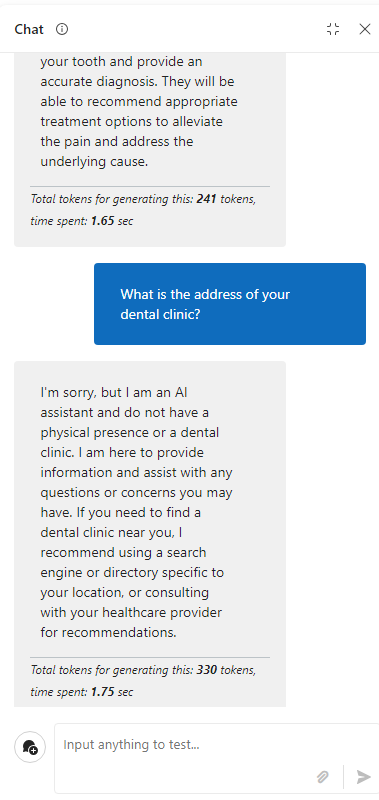 Chat
your tooth and provide an
accurate diagnosis. They will be
able to recommend appropriate
treatment options to alleviate
the pain and address the
underlying cause.
Total tokens for generating this: 241 tokens,
time spent: 1.65 sec
What is the address of your
dental clinic?
I'm sorry, but I am an AI
assistant and do not have a
physical presence or a dental
clinic. I am here to provide
information and assist with any
questions or concerns you may
have. If you need to find a
dental clinic near you, I
recommend using a search
engine or directory specific to
your location, or consulting
with your healthcare provider
for recommendations.
Total tokens for generating this: 330 tokens,
time spent: 1.75 sec
Input anything to test...